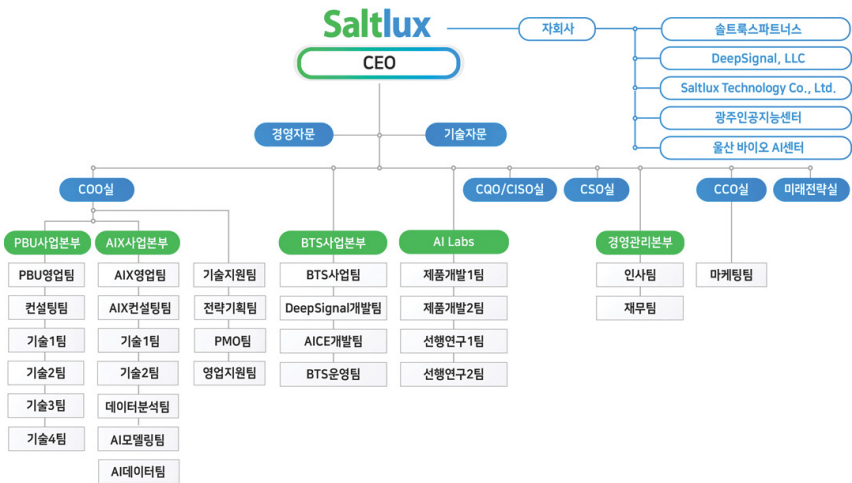 Saltlux
CEO
자회사
솔트룩스파트너스
DeepSignal, LLC
Saltlux Technology Co., Ltd.
광주인공지능센터
울산 바이오 AI센터
경영자문
기술자문
COO실
CQO/CISO실
CSO실
CCO실
미래전략실
PBU사업본부
AIX사업본부
BTS사업본부
AI Labs
경영관리본부
PBU영업팀
컨설팅팀
기술1팀
기술2팀
기술3팀
기술4팀
AIX영업팀
AIX컨설팅팀
기술1팀
기술2팀
데이터분석팀
AI모델링팀
AI데이터팀
기술지원팀
전략기획팀
PMO팀
영업지원팀
BTS사업팀
DeepSignal개발팀
AICE개발팀
BTS운영팀
제품개발1팀
제품개발2팀
선행연구1팀
선행연구2팀
인사팀
재무팀
마케팅팀